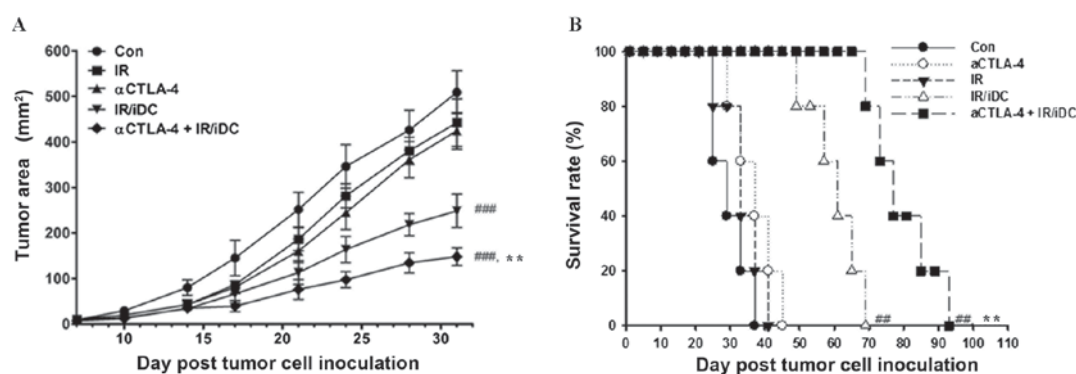 A
Tumor area (mm²)
600
500
400
300
200
100
0
Con
IR
αCTLA-4
IR/iDC
αCTLA-4 + IR/iDC
###
###, **
10 15 20 25 30
Day post tumor cell inoculation
B
Survival rate (%)
100
80
60
40
20
0
Con
aCTLA-4
IR
IR/iDC
aCTLA-4 + IR/iDC
##
## **
0 10 20 30 40 50 60 70 80 90 100 110
Day post tumor cell inoculation